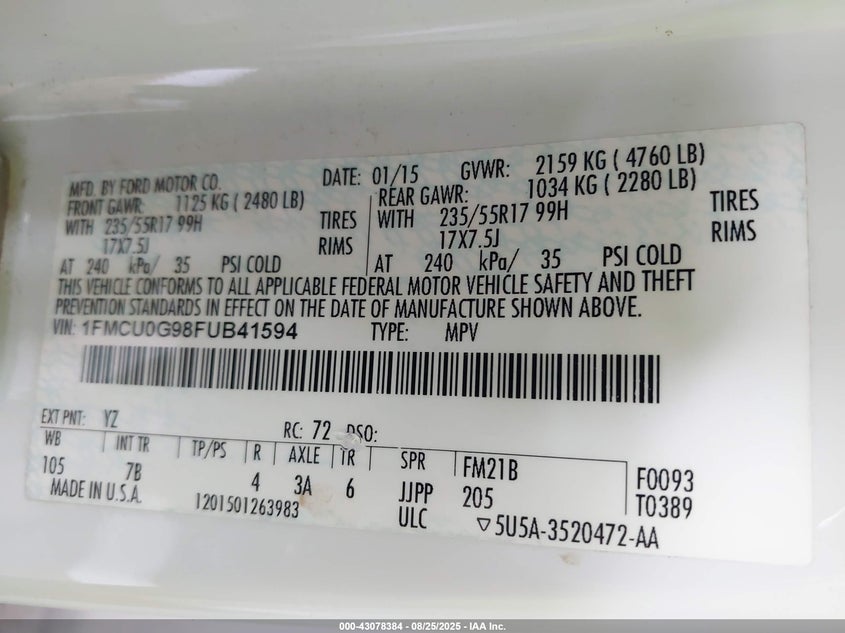 MFD. BY FORD MOTOR CO. DATE: 01/15 GVWR: 2159 KG ( 4760 LB)
FRONT GAWR: 1125 KG ( 2480 LB) REAR GAWR: 1034 KG ( 2280 LB)
WITH 235/55R17 99H TIRES WITH 235/55R17 99H TIRES
17X7.5J RIMS 17X7.5J RIMS
AT 240 kPa/ 35 PSI COLD AT 240 kPa/ 35 PSI COLD
THIS VEHICLE CONFORMS TO ALL APPLICABLE FEDERAL MOTOR VEHICLE SAFETY AND THEFT
PREVENTION STANDARDS IN EFFECT ON THE DATE OF MANUFACTURE SHOWN ABOVE.
VIN: 1FMCU0G98FUB41594 TYPE: MPV
EXT PNT: YZ RC: 72 DSO:
WB INT TR TP/PS R AXLE TR SPR FM21B F0093
105 7B 4 3A 6 JJPP 205 T0389
MADE IN U.S.A. 1201501263983 ULC ▽5U5A-3520472-AA
000-43078384 - 08/25/2025 - IAA Inc.